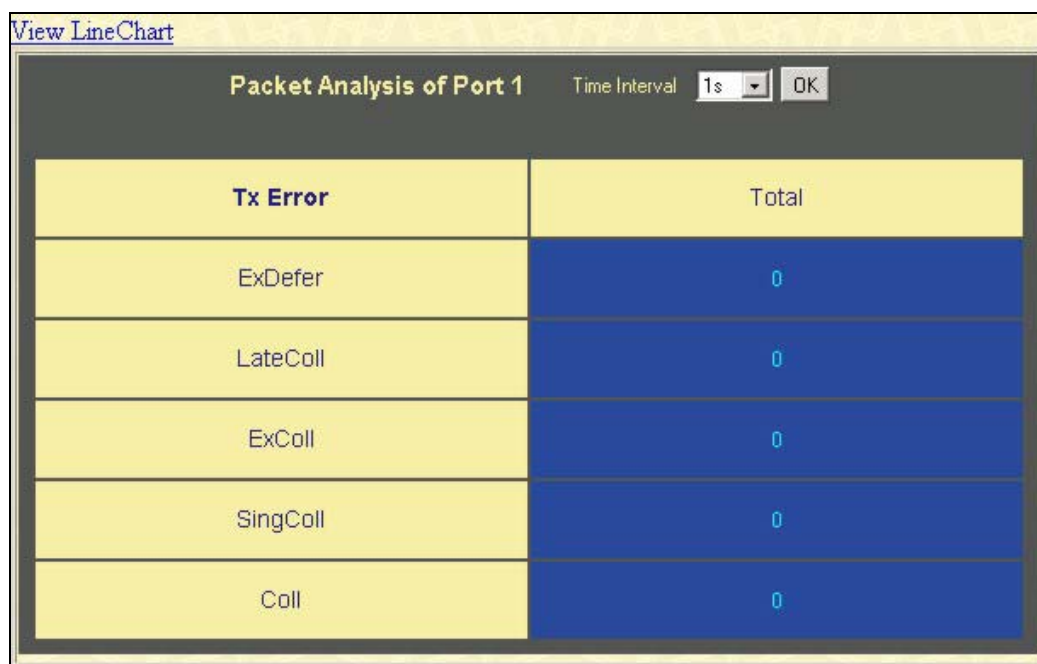 View LineChart
Packet Analysis of Port 1 Time Interval 1s OK
Tx Error Total
ExDefer 0
LateColl 0
ExColl 0
SingColl 0
Coll 0